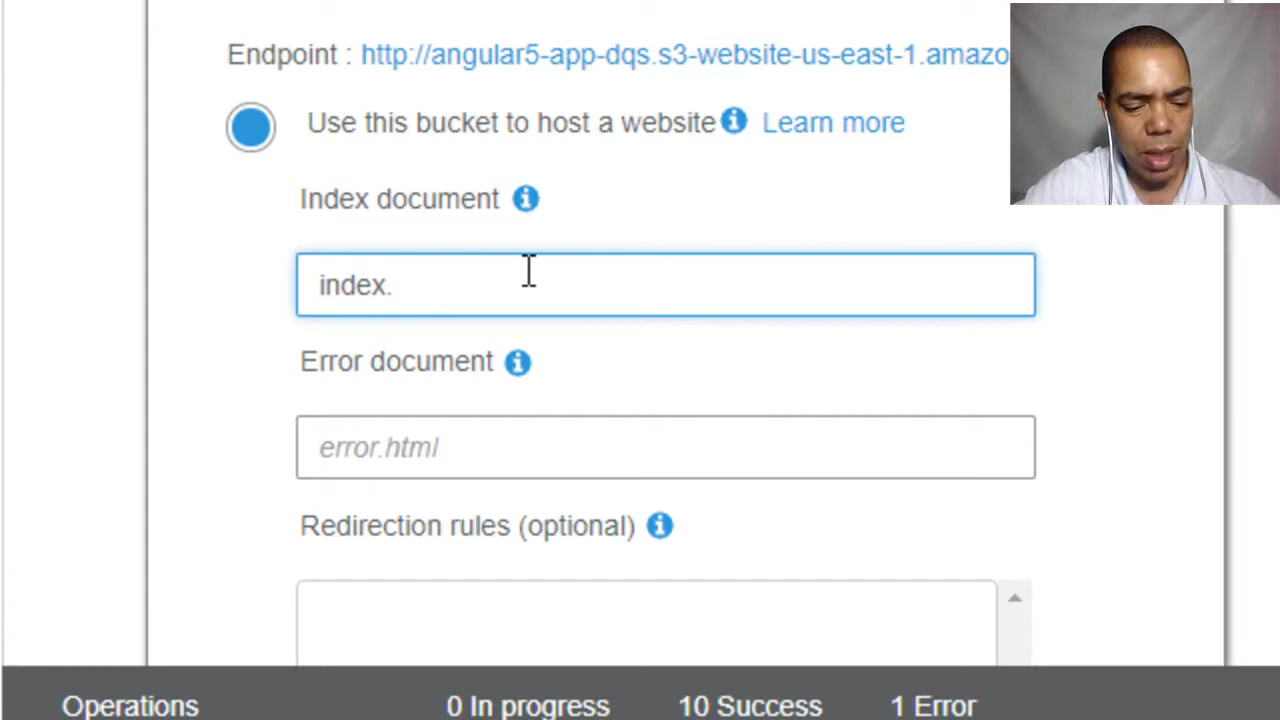 Endpoint : http://angular5-app-dqs.s3-website-us-east-1.amazo
Use this bucket to host a website Learn more
Index document
index.
Error document
error.html
Redirection rules (optional)
Operations 0 In progress 10 Success 1 Error